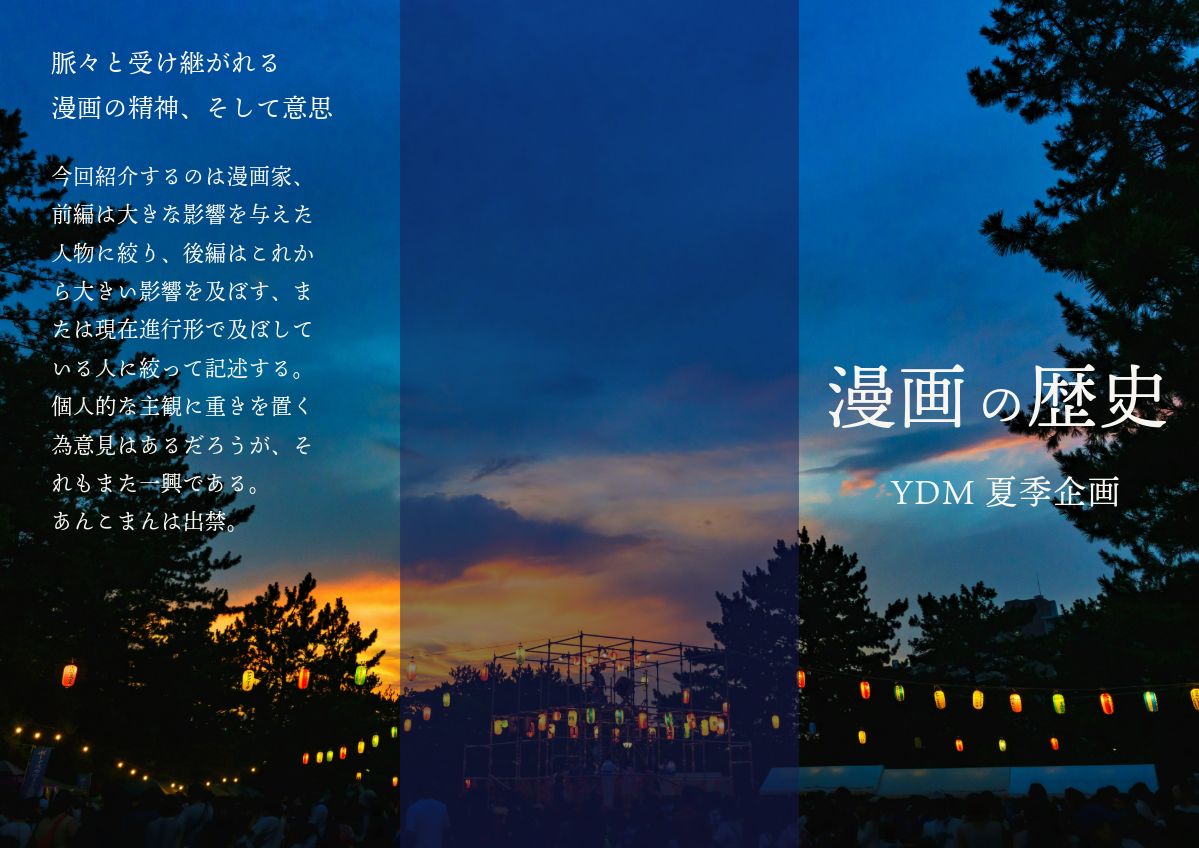 脈々と受け継がれる
漫画の精神、そして意思
今回紹介するのは漫画家、
前編は大きな影響を与えた
人物に絞り、後編はこれか
ら大きい影響を及ぼす、ま
たは現在進行形で及ぼして
いる人に絞って記述する。
個人的な主観に重きを置く
為意見はあるだろうが、そ
れもまた一興である。
あんこまんは出禁。
漫画の歴史
YDM 夏季企画